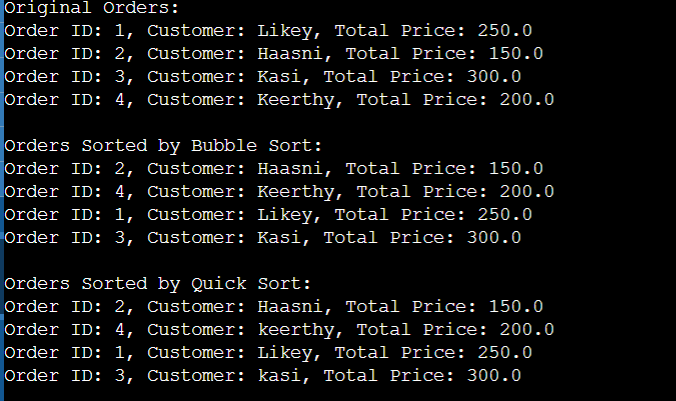 Original Orders:
Order ID: 1, Customer: Likey, Total Price: 250.0
Order ID: 2, Customer: Haasni, Total Price: 150.0
Order ID: 3, Customer: Kasi, Total Price: 300.0
Order ID: 4, Customer: Keerthy, Total Price: 200.0

Orders Sorted by Bubble Sort:
Order ID: 2, Customer: Haasni, Total Price: 150.0
Order ID: 4, Customer: Keerthy, Total Price: 200.0
Order ID: 1, Customer: Likey, Total Price: 250.0
Order ID: 3, Customer: Kasi, Total Price: 300.0

Orders Sorted by Quick Sort:
Order ID: 2, Customer: Haasni, Total Price: 150.0
Order ID: 4, Customer: keerthy, Total Price: 200.0
Order ID: 1, Customer: Likey, Total Price: 250.0
Order ID: 3, Customer: kasi, Total Price: 300.0